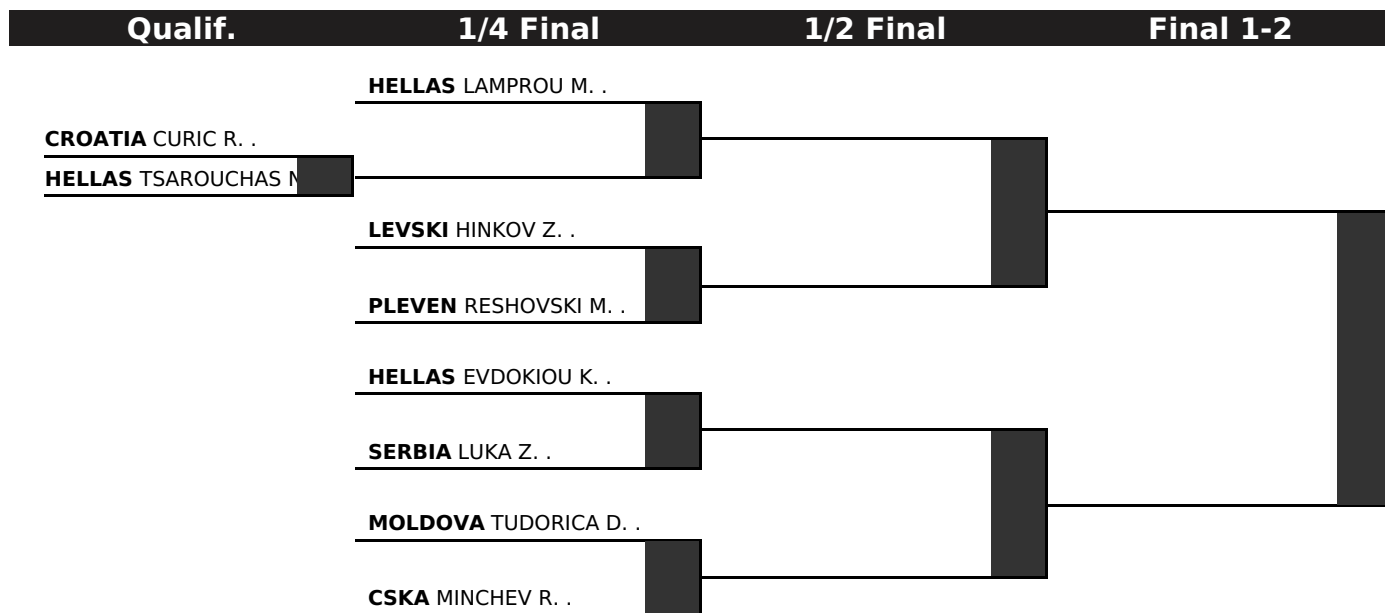 Qualif. 1/4 Final 1/2 Final Final 1-2
HELLAS LAMPROU M. .
CROATIA CURIC R. .
HELLAS TSAROUCHAS
LEVSKI HINKOV Z. .
PLEVEN RESHOVSKI M. .
HELLAS EVDOKIOU K. .
SERBIA LUKA Z. .
MOLDOVA TUDORICA D. .
CSKA MINCHEV R. .